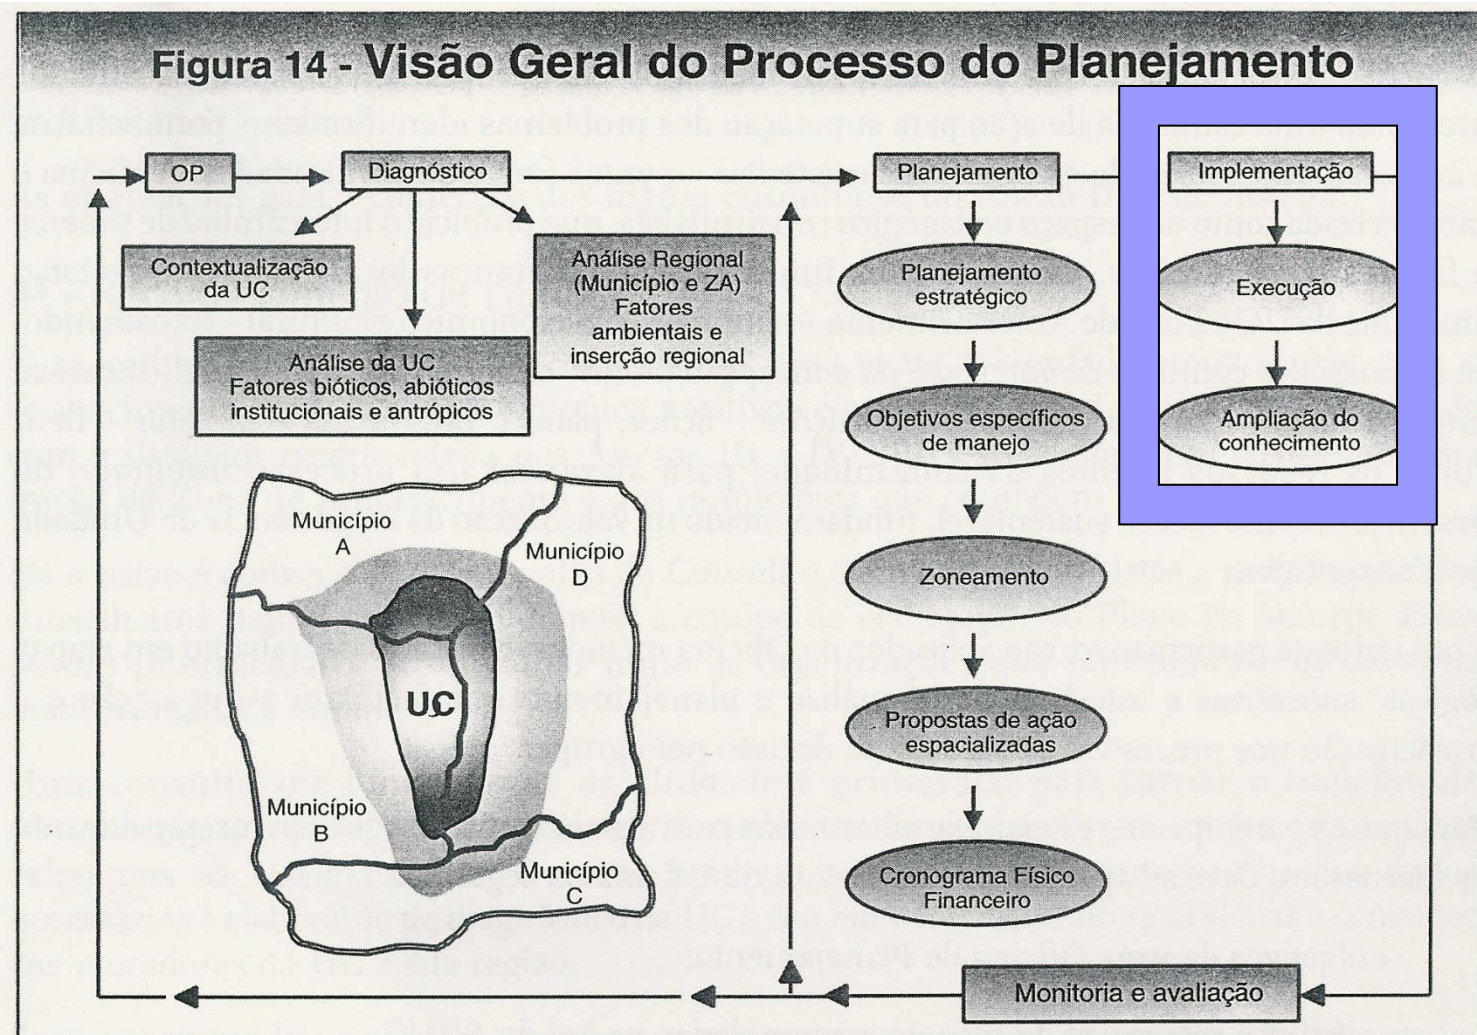 Figura 14 - Visão Geral do Processo do Planejamento
OP
Diagnóstico
Planejamento
Implementação
Contextualização
da UC
Análise Regional
(Município e ZA)
Fatores
ambientais e
inserção regional
Análise da UC
Fatores bióticos, abióticos
institucionais e antrópicos
Planejamento
estratégico
Objetivos específicos
de manejo
Zoneamento
Propostas de ação
espacializadas
Cronograma Físico
Financeiro
Execução
Ampliação do
conhecimento
Município
A
Município
D
UC
Município
B
Município
C
Monitoria e avaliação